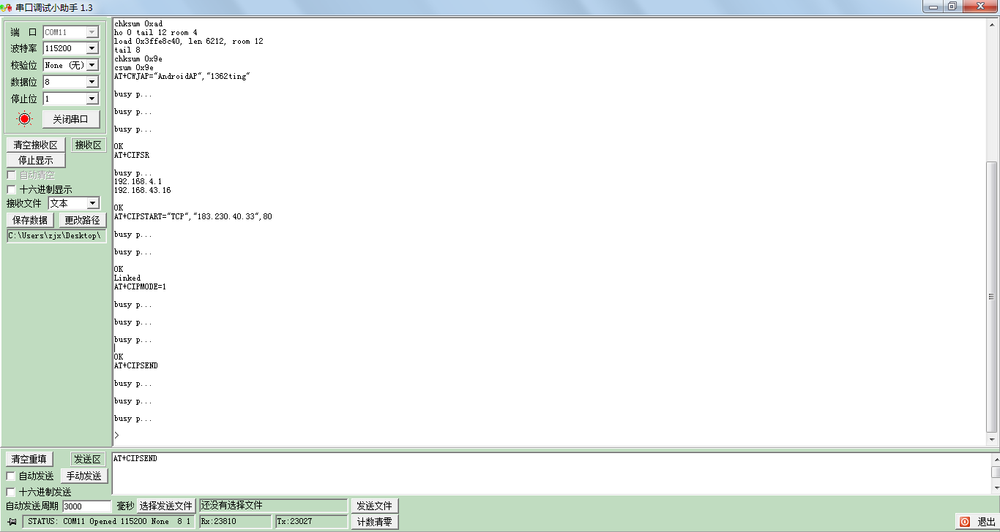 串口调试小助手 1.3
端 口 COM11
波特率 115200
校验位 None (无)
数据位 8
停止位 1
关闭串口
清空接收区 接收区
停止显示
自动清空
十六进制显示
接收文件 文本
保存数据 更改路径
C:\Users\zjx\Desktop\
chksum 0xad
ho 0 tail 12 room 4
load 0x3ffe8c40, len 6212, room 12
tail 8
chksum 0x9e
csum 0x9e
AT+CWJAP="AndroidAP","1362ting"
busy p...
busy p...
busy p...
OK
AT+CIFSR
busy p...
192.168.4.1
192.168.43.16
OK
AT+CIPSTART="TCP","183.230.40.33",80
busy p...
busy p...
OK
Linked
AT+CIPMODE=1
busy p...
busy p...
busy p...
OK
AT+CIPSEND
busy p...
busy p...
busy p...
>
清空重填 发送区
自动发送 手动发送
十六进制发送
AT+CIPSEND
自动发送周期 3000 毫秒 选择发送文件 还没有选择文件 发送文件
STATUS: COM11 Opened 115200 None 8 1 Rx:23810 Tx:23027 计数清零 退出